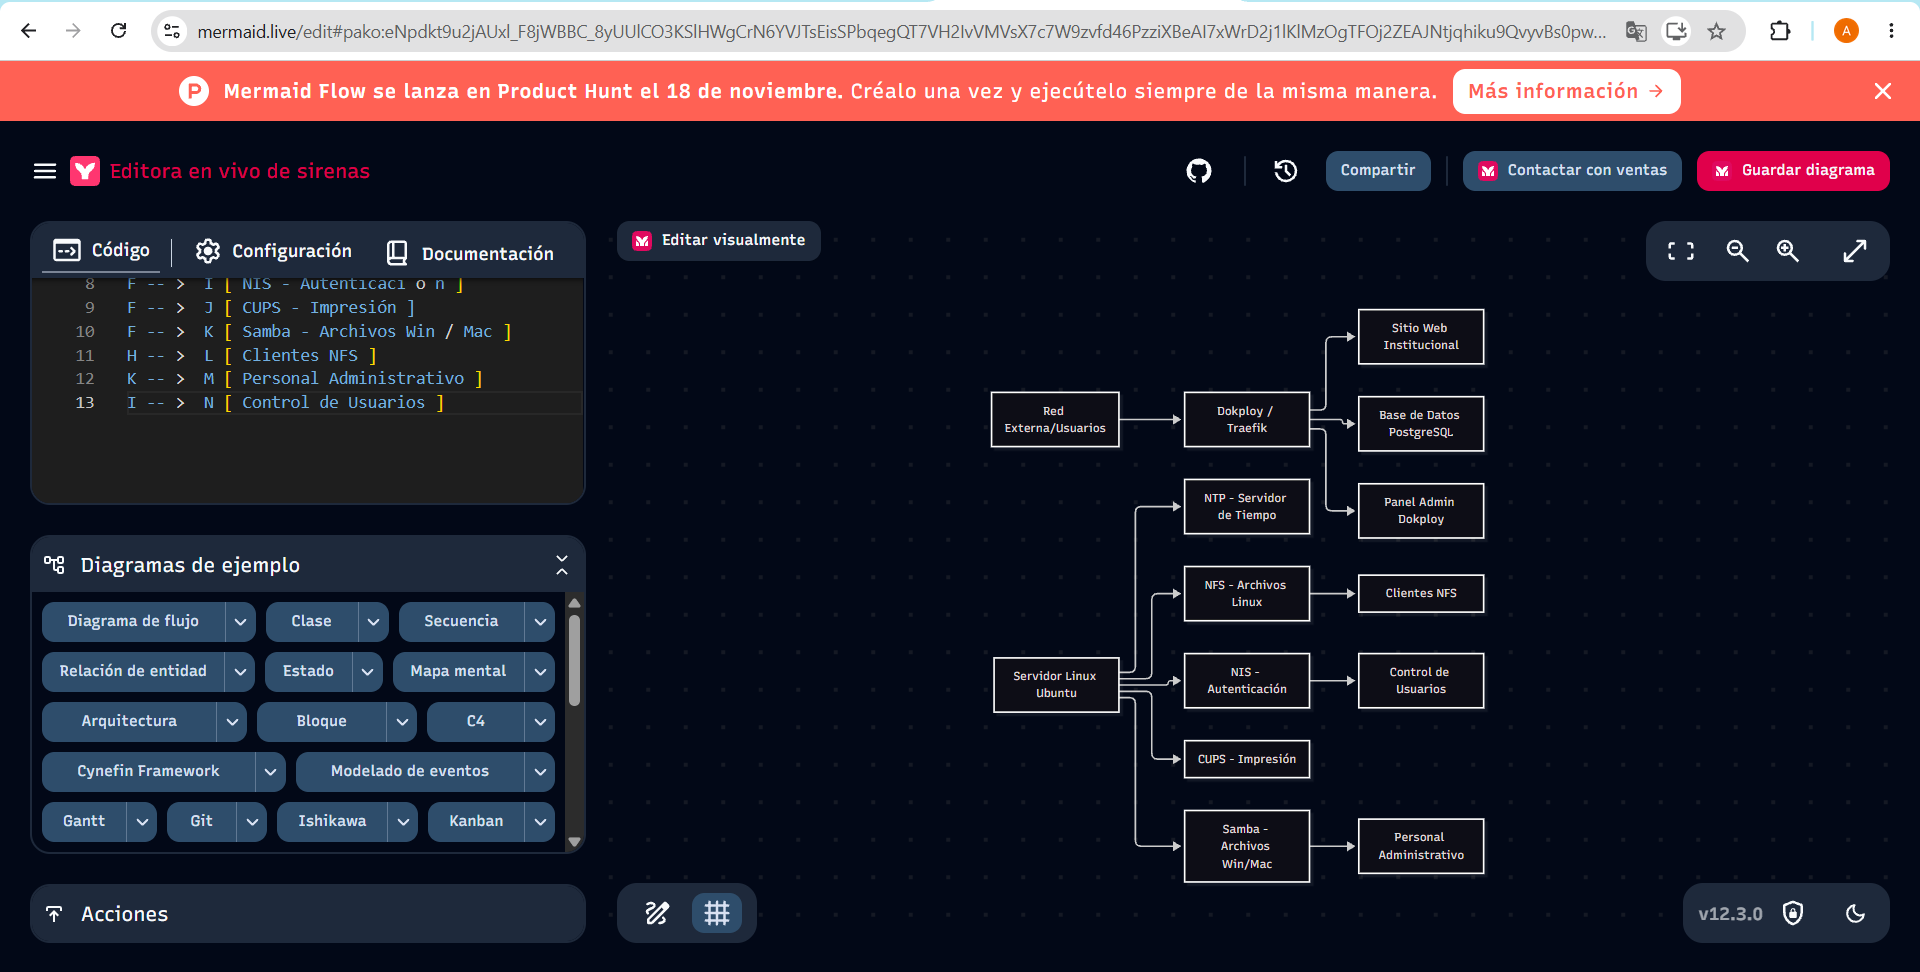 mermaid.live/edit#pako:eNpdkt9u2jAUxl_F8jWBBC_8yUUlCO3KSlHWgCrN6YVJTsEisSPbqegQT7VH2IvVMVsX7c7W9zvfd46PzziXBeAI7xWrD2j1lKlMzOgTFOj2ZEAJNtjqhiku9QvyvBs0pw...
P Mermaid Flow se lanza en Product Hunt el 18 de noviembre. Créalo una vez y ejecútelo siempre de la misma manera. Más información →
Editora en vivo de sirenas
Compartir
Contactar con ventas
Guardar diagrama
A
Código
Configuración
Documentación
8 F -- > I [ NIS - Autenticaci o n ]
9 F -- > J [ CUPS - Impresión ]
10 F -- > K [ Samba - Archivos Win / Mac ]
11 H -- > L [ Clientes NFS ]
12 K -- > M [ Personal Administrativo ]
13 I -- > N [ Control de Usuarios ]
Diagramas de ejemplo
Diagrama de flujo
Clase
Secuencia
Relación de entidad
Estado
Mapa mental
Arquitectura
Bloque
C4
Cynefin Framework
Modelado de eventos
Gantt
Git
Ishikawa
Kanban
Acciones
Editar visualmente
Red
Externa/Usuarios
Dokploy /
Traefik
Sitio Web
Institucional
Base de Datos
PostgreSQL
Panel Admin
Dokploy
Servidor Linux
Ubuntu
NTP - Servidor
de Tiempo
NFS - Archivos
Linux
Clientes NFS
NIS -
Autenticación
Control de
Usuarios
CUPS - Impresión
Samba -
Archivos
Win/Mac
Personal
Administrativo
v12.3.0